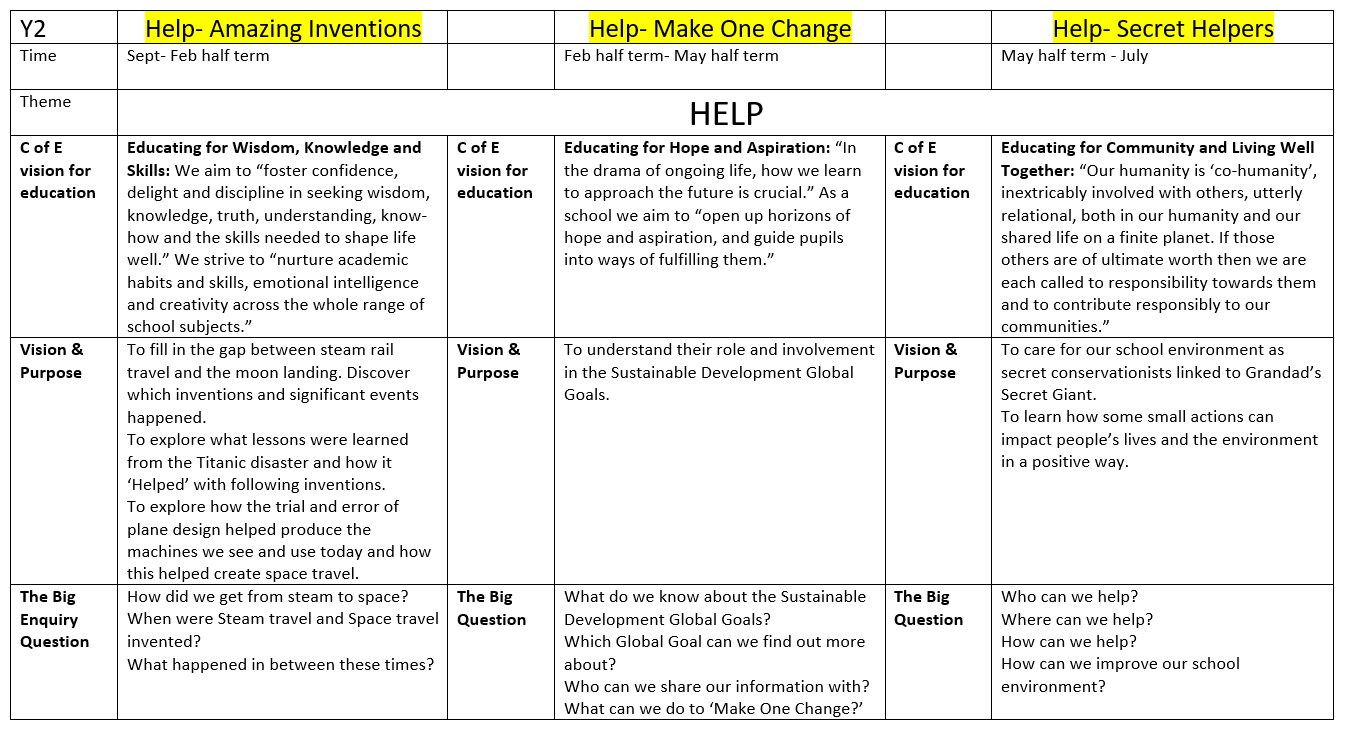 Y2
Help- Amazing Inventions
Help- Make One Change
Help- Secret Helpers
Time
Sept- Feb half term
Feb half term- May half term
May half term - July
Theme
HELP
C of E
vision for
education
Educating for Wisdom, Knowledge and
Skills: We aim to “foster confidence,
delight and discipline in seeking wisdom,
knowledge, truth, understanding, know-
how and the skills needed to shape life
well.” We strive to “nurture academic
habits and skills, emotional intelligence
and creativity across the whole range of
school subjects.”
C of E
vision for
education
Educating for Hope and Aspiration: “In
the drama of ongoing life, how we learn
to approach the future is crucial.” As a
school we aim to “open up horizons of
hope and aspiration, and guide pupils
into ways of fulfilling them.”
C of E
vision for
education
Educating for Community and Living Well
Together: “Our humanity is ‘co-humanity’,
inextricably involved with others, utterly
relational, both in our humanity and our
shared life on a finite planet. If those
others are of ultimate worth then we are
each called to responsibility towards them
and to contribute responsibly to our
communities.”
Vision &
Purpose
To fill in the gap between steam rail
travel and the moon landing. Discover
which inventions and significant events
happened.
To explore what lessons were learned
from the Titanic disaster and how it
‘Helped’ with following inventions.
To explore how the trial and error of
plane design helped produce the
machines we see and use today and how
this helped create space travel.
Vision &
Purpose
To understand their role and involvement
in the Sustainable Development Global
Goals.
Vision &
Purpose
To care for our school environment as
secret conservationists linked to Grandad’s
Secret Giant.
To learn how some small actions can
impact people’s lives and the environment
in a positive way.
The Big
Enquiry
Question
How did we get from steam to space?
When were Steam travel and Space travel
invented?
What happened in between these times?
The Big
Question
What do we know about the Sustainable
Development Global Goals?
Which Global Goal can we find out more
about?
Who can we share our information with?
What can we do to ‘Make One Change?’
The Big
Question
Who can we help?
Where can we help?
How can we help?
How can we improve our school
environment?